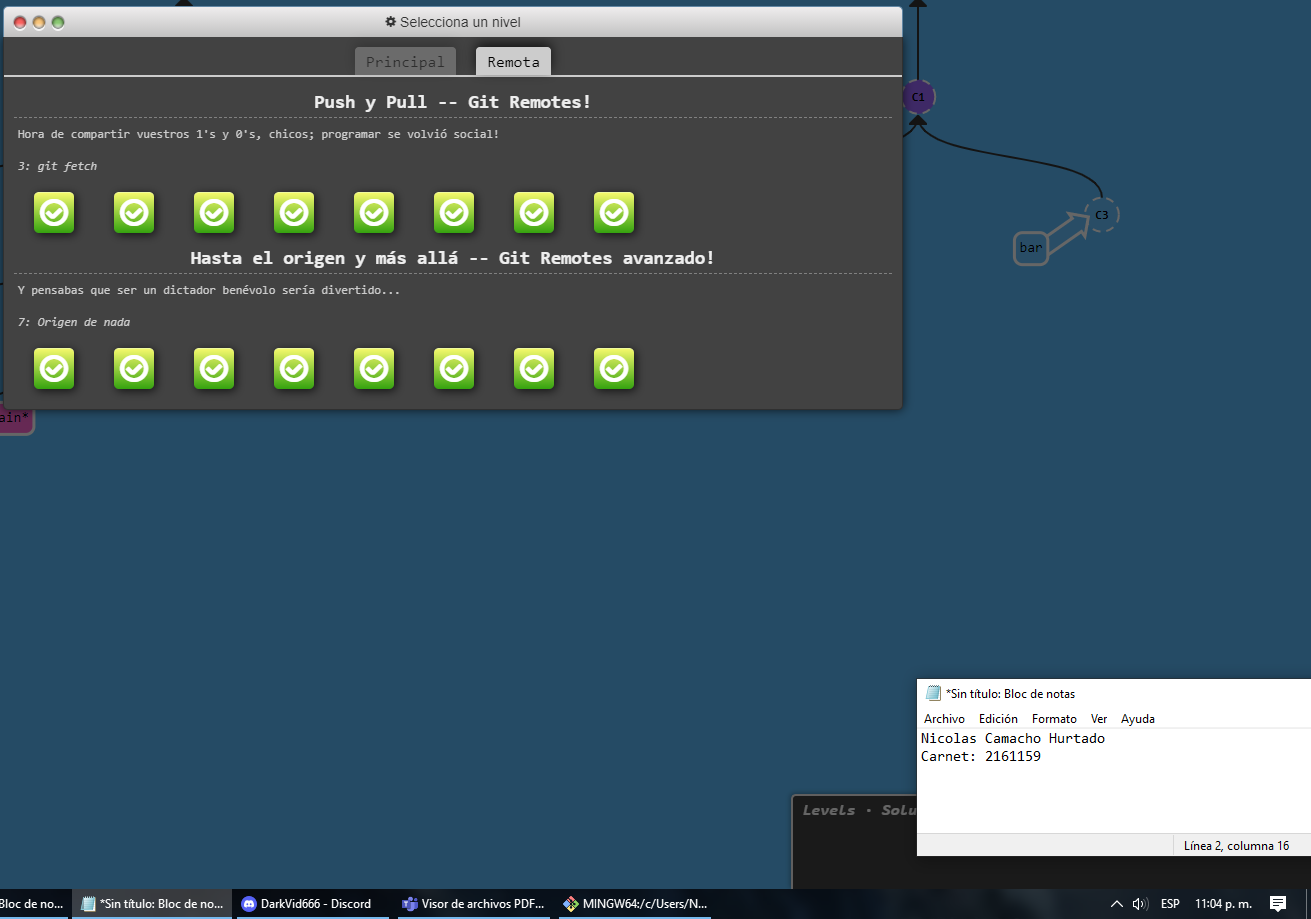 Selecciona un nivel
Principal
Remota
Push y Pull -- Git Remotes!
Hora de compartir vuestros 1's y 0's, chicos; programar se volvió social!
3: git fetch
Hasta el origen y más allá -- Git Remotes avanzado!
Y pensabas que ser un dictador benévolo sería divertido...
7: Origen de nada
C1
C3
bar
ain*
*Sin título: Bloc de notas
Archivo Edición Formato Ver Ayuda
Nicolas Camacho Hurtado
Carnet: 2161159
Línea 2, columna 16
Levels · Solu
Bloc de no...
*Sin título: Bloc de no...
DarkVid666 - Discord
Visor de archivos PDF...
MINGW64:/c/Users/N...
ESP
11:04 p. m.